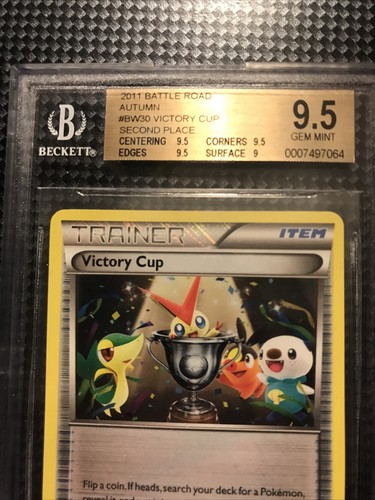 2011 BATTLE ROAD
AUTUMN
#BW30 VICTORY CUP
SECOND PLACE
CENTERING 9.5 CORNERS 9.5
EDGES 9.5 SURFACE 9
9.5
GEM MINT
0007497064
B
BECKETT®
TRAINER ITEM
Victory Cup
Flip a coin. If heads, search your deck for a Pokémon,